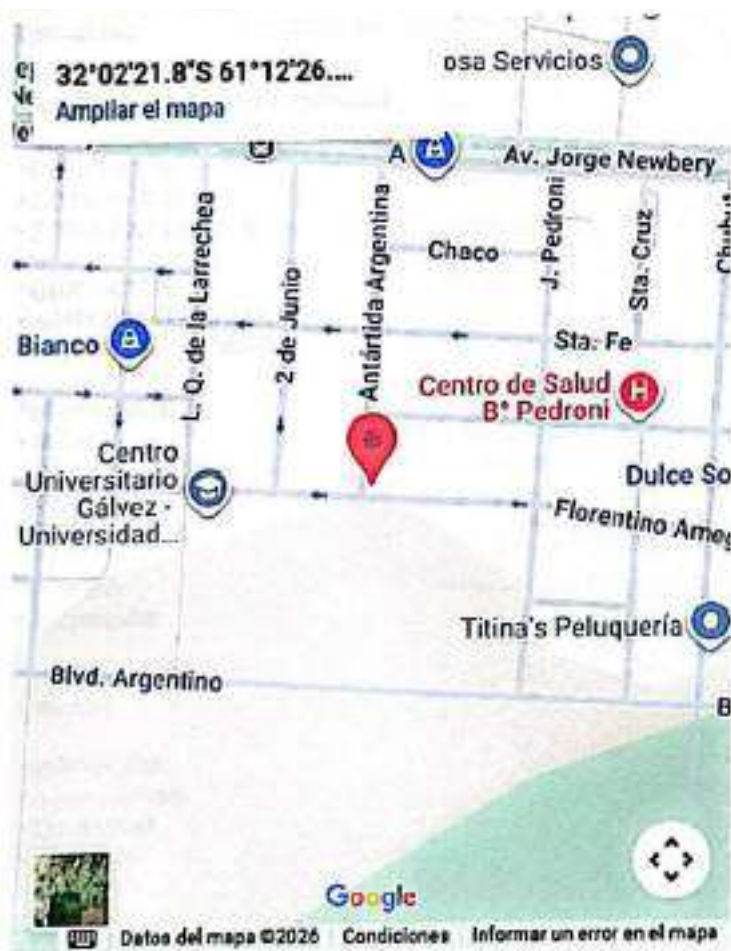 32°02'21.8"S 61°12'26....
Ampliar el mapa
osa Servicios
A
Av. Jorge Newbery
L. Q. de la Larrechea
2 de Junio
Antártida Argentina
Chaco
J. Pedroni
Sta. Cruz
Chubut
Sta. Fe
Bianco
Centro de Salud
B° Pedroni
H
Centro
Universitario
Gálvez -
Universidad...
Dulce So
Florentino Ameg
Titina's Peluquería
Blvd. Argentino
B
Google
Datos del mapa ©2026
Condiciones
Informar un error en el mapa